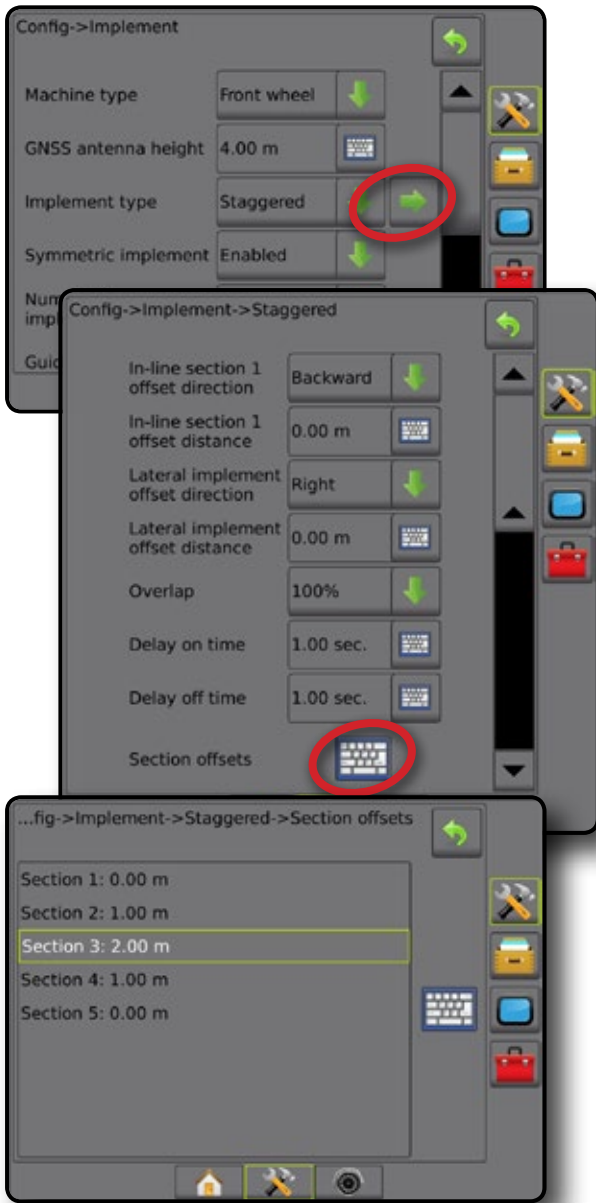 Config->Implement
Machine type Front wheel
GNSS antenna height 4.00 m
Implement type Staggered
Symmetric implement Enabled
Num
impl
Guid
Config->Implement->Staggered
In-line section 1
offset direction Backward
In-line section 1
offset distance 0.00 m
Lateral implement
offset direction Right
Lateral implement
offset distance 0.00 m
Overlap 100%
Delay on time 1.00 sec.
Delay off time 1.00 sec.
Section offsets
...fig->Implement->Staggered->Section offsets
Section 1: 0.00 m
Section 2: 1.00 m
Section 3: 2.00 m
Section 4: 1.00 m
Section 5: 0.00 m